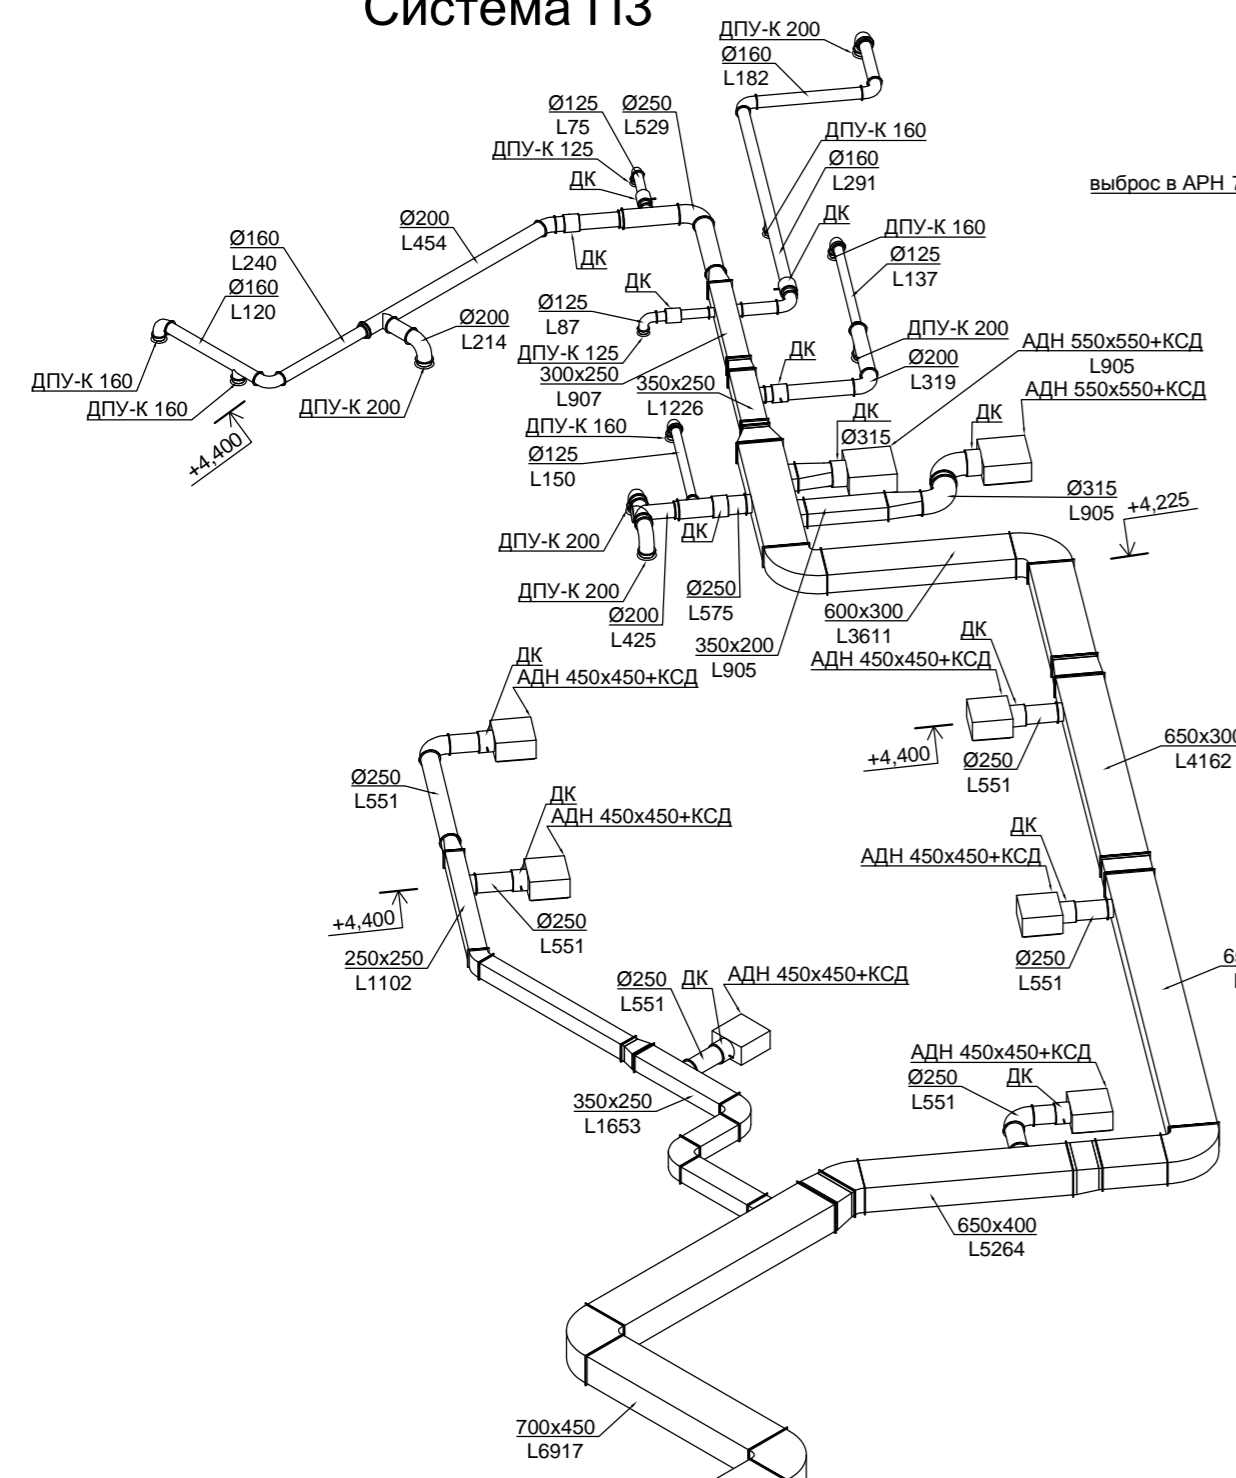 Система П3
ДПУ-К 200
Ø160
L182
Ø125
L75
Ø250
L529
ДПУ-К 125
ДК
ДПУ-К 160
Ø160
L291
ДК
выброс в АРН 7
Ø200
L454
ДК
Ø160
L240
Ø160
L120
ДПУ-К 160
Ø125
L137
ДК
Ø125
L87
Ø200
L214
ДПУ-К 125
ДПУ-К 200
Ø200
L319
АДН 550x550+КСД
L905
АДН 550x550+КСД
ДК
300x250
L907
350x250
L1226
ДПУ-К 160
ДПУ-К 160
ДПУ-К 200
+4,400
ДПУ-К 160
Ø125
L150
ДК
Ø315
ДК
Ø315
L905
+4,225
ДПУ-К 200
ДК
ДПУ-К 200
Ø250
L575
Ø200
L425
350x200
L905
600x300
L3611
ДК
АДН 450x450+КСД
ДК
АДН 450x450+КСД
+4,400
Ø250
L551
650x300
L4162
Ø250
L551
ДК
АДН 450x450+КСД
ДК
АДН 450x450+КСД
+4,400
Ø250
L551
250x250
L1102
Ø250
L551
Ø250
L551
ДК
АДН 450x450+КСД
АДН 450x450+КСД
Ø250
L551
ДК
350x250
L1653
650x400
L5264
700x450
L6917